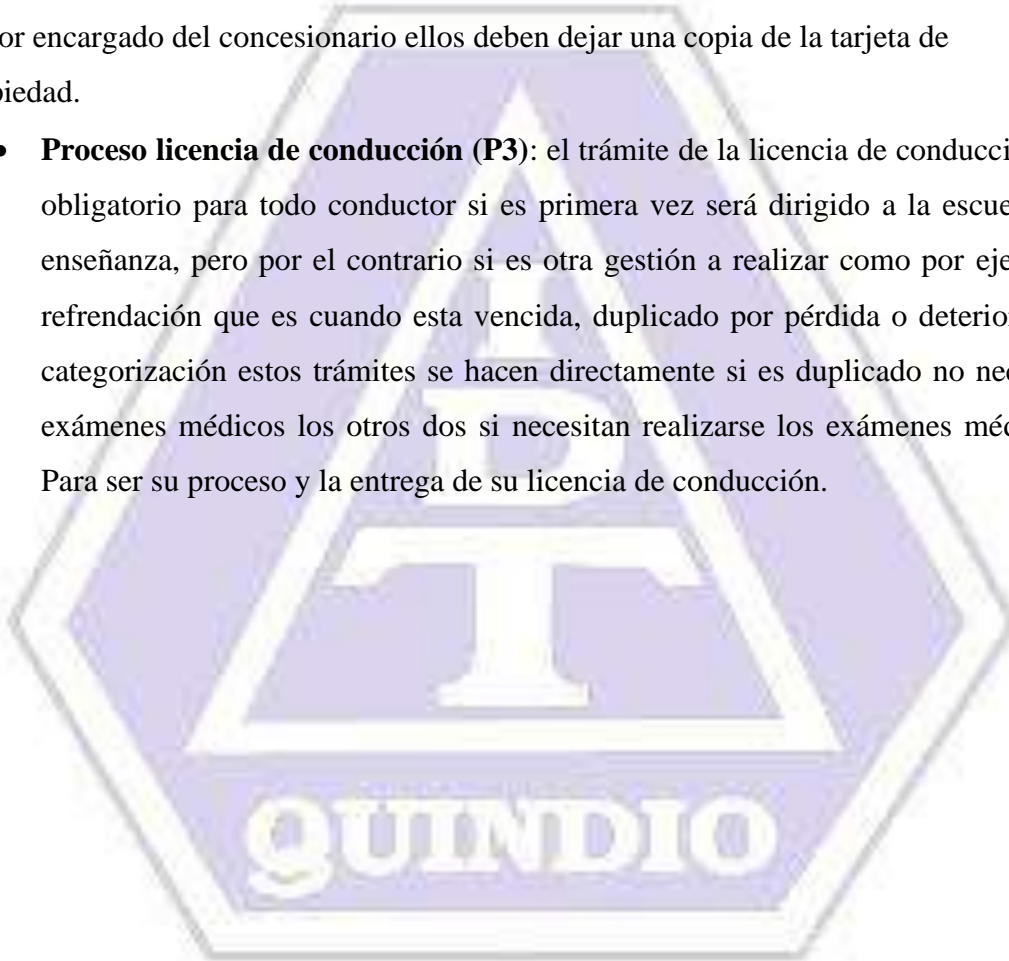 or encargado del concesionario ellos deben dejar una copia de la tarjeta de
piedad.
• Proceso licencia de conducción (P3): el trámite de la licencia de conducci
obligatorio para todo conductor si es primera vez será dirigido a la escue
enseñanza, pero por el contrario si es otra gestión a realizar como por eje
refrendación que es cuando esta vencida, duplicado por pérdida o deterior
categorización estos trámites se hacen directamente si es duplicado no nec
exámenes médicos los otros dos si necesitan realizarse los exámenes méd
Para ser su proceso y la entrega de su licencia de conducción.
I
D
T
QUINDIO